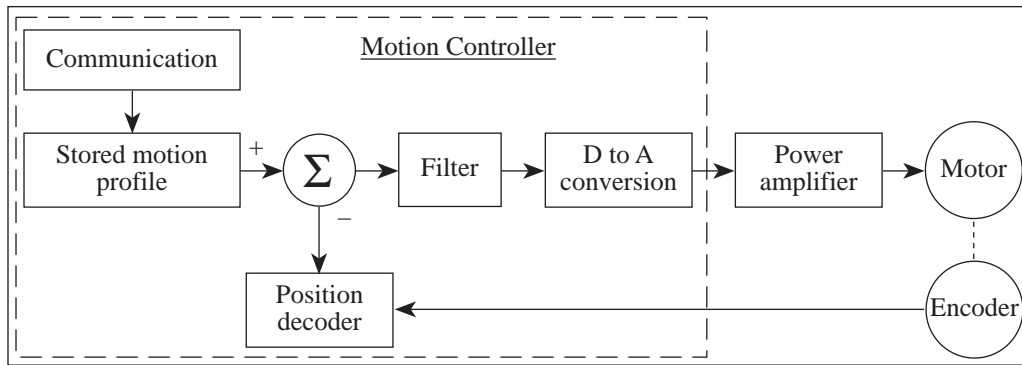 Motion Controller
Communication
Stored motion
profile
+
Σ
−
Filter
D to A
conversion
Power
amplifier
Motor
Position
decoder
Encoder